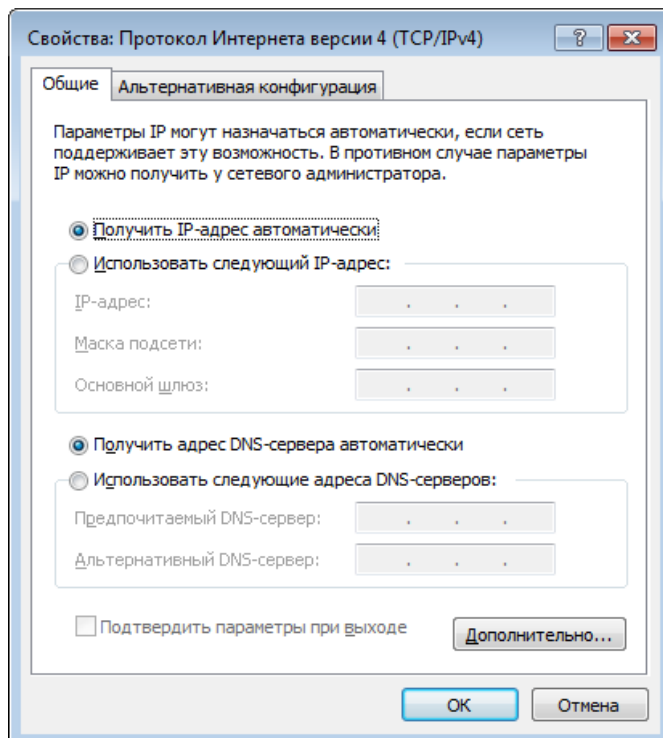 Свойства: Протокол Интернета версии 4 (TCP/IPv4)
Общие
Альтернативная конфигурация
Параметры IP могут назначаться автоматически, если сеть
поддерживает эту возможность. В противном случае параметры
IP можно получить у сетевого администратора.
Получить IP-адрес автоматически
Использовать следующий IP-адрес:
IP-адрес:
Маска подсети:
Основной шлюз:
Получить адрес DNS-сервера автоматически
Использовать следующие адреса DNS-серверов:
Предпочитаемый DNS-сервер:
Альтернативный DNS-сервер:
Подтвердить параметры при выходе
Дополнительно...
ОК
Отмена